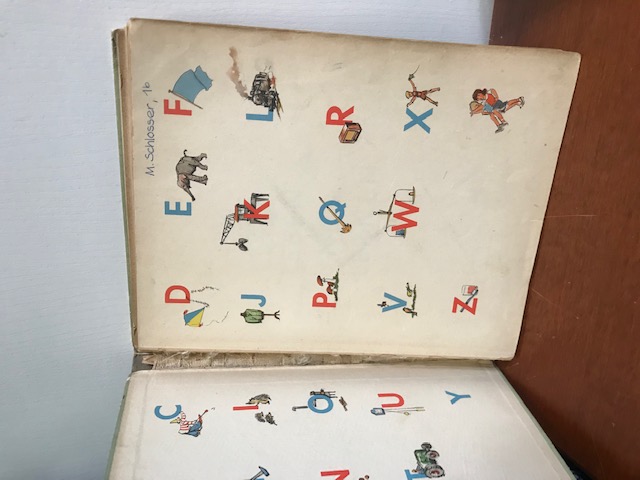 M. Schlosser, 1b
C D E F
I J K L
N O P Q R
T U V W X
Y Z